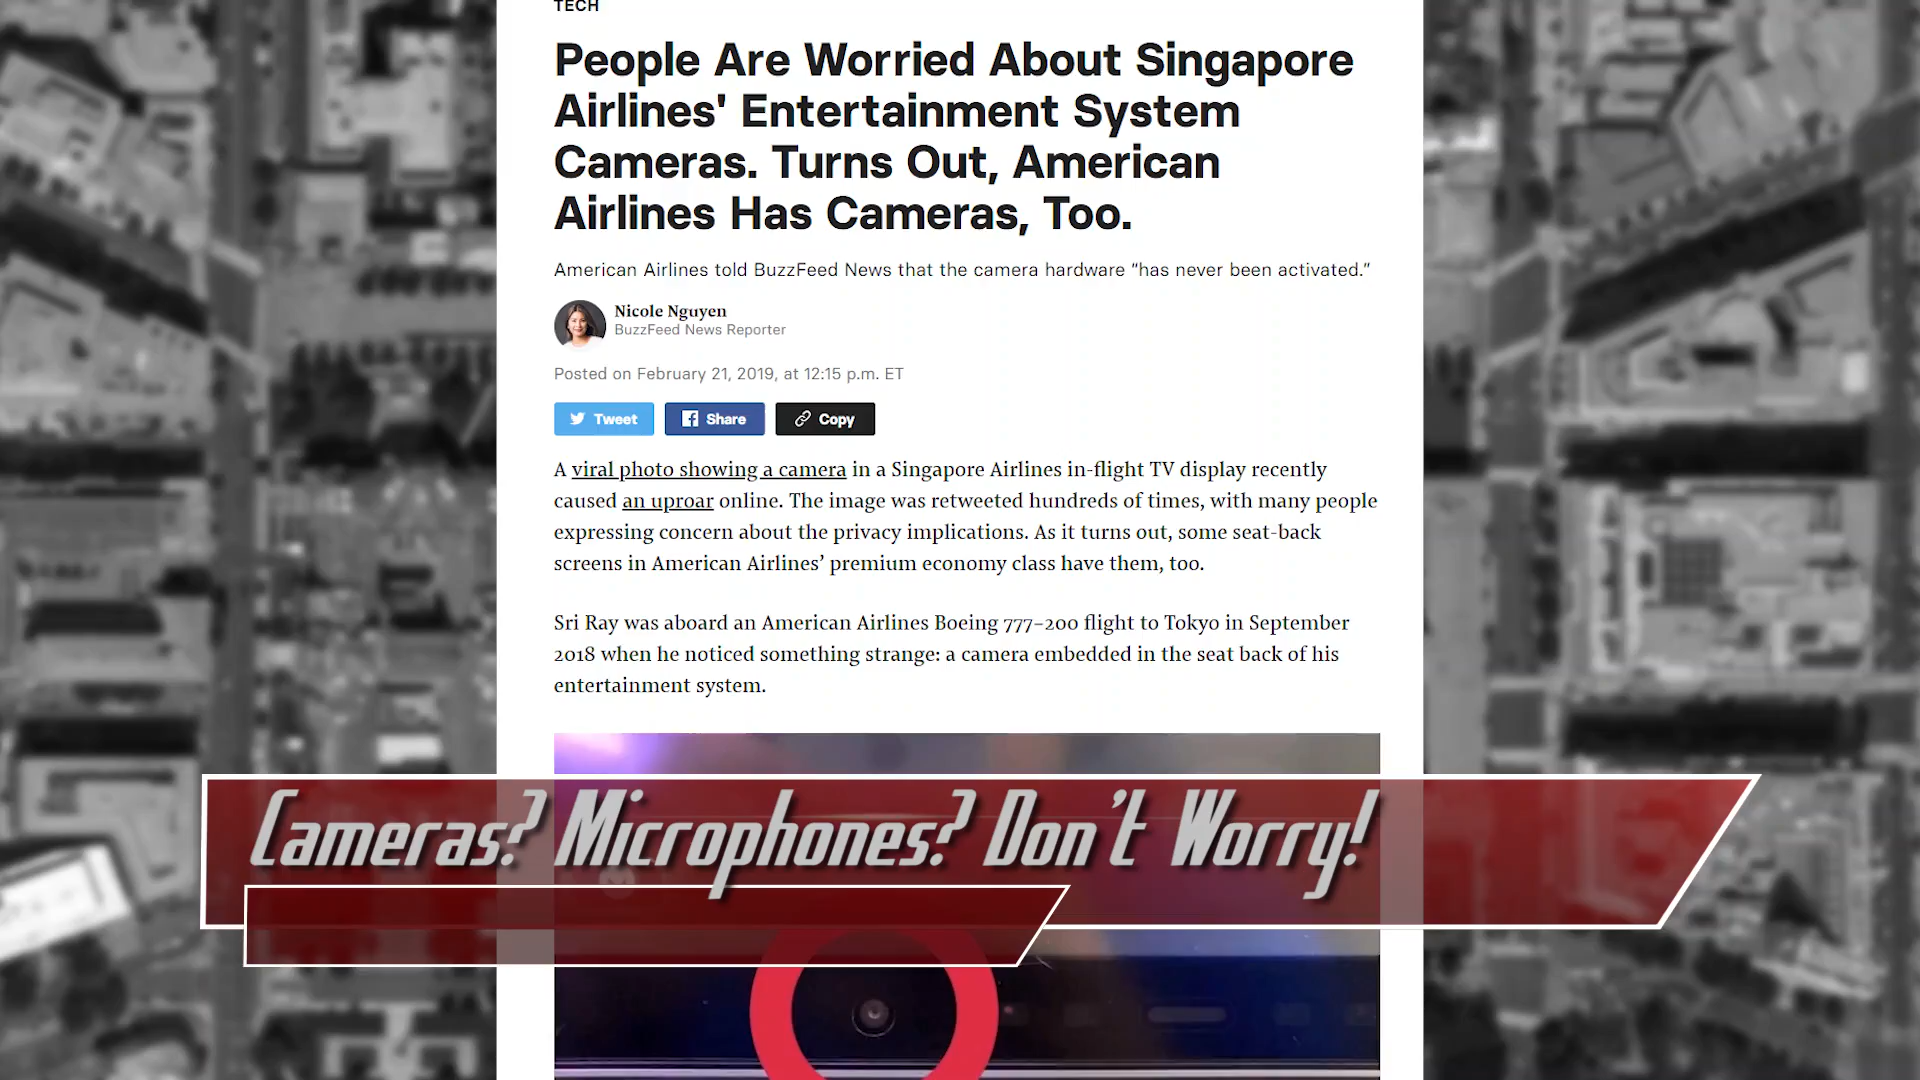 TECH
People Are Worried About Singapore
Airlines' Entertainment System
Cameras. Turns Out, American
Airlines Has Cameras, Too.
American Airlines told BuzzFeed News that the camera hardware “has never been activated.”
Nicole Nguyen
BuzzFeed News Reporter
Posted on February 21, 2019, at 12:15 p.m. ET
Tweet Share Copy
A viral photo showing a camera in a Singapore Airlines in-flight TV display recently
caused an uproar online. The image was retweeted hundreds of times, with many people
expressing concern about the privacy implications. As it turns out, some seat-back
screens in American Airlines’ premium economy class have them, too.
Sri Ray was aboard an American Airlines Boeing 777-200 flight to Tokyo in September
2018 when he noticed something strange: a camera embedded in the seat back of his
entertainment system.
Cameras? Microphones? Don't Worry!